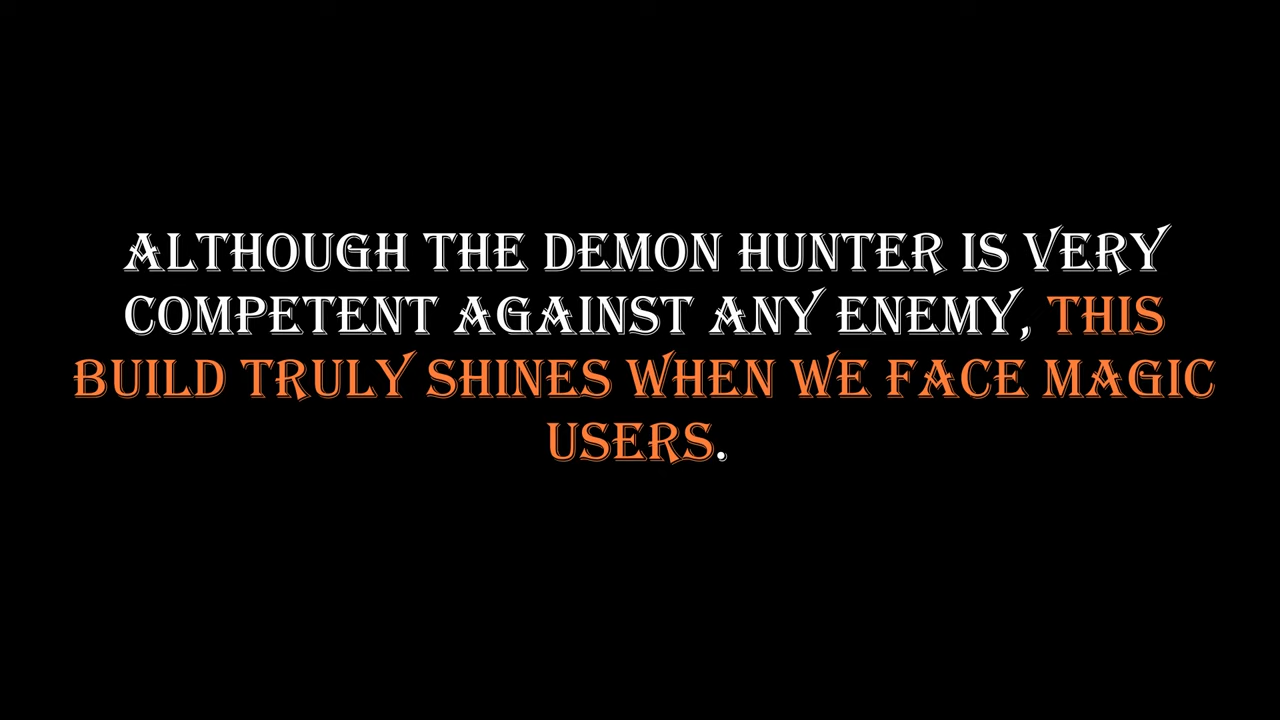 ALTHOUGH THE DEMON HUNTER IS VERY
COMPETENT AGAINST ANY ENEMY, THIS
BUILD TRULY SHINES WHEN WE FACE MAGIC
USERS.